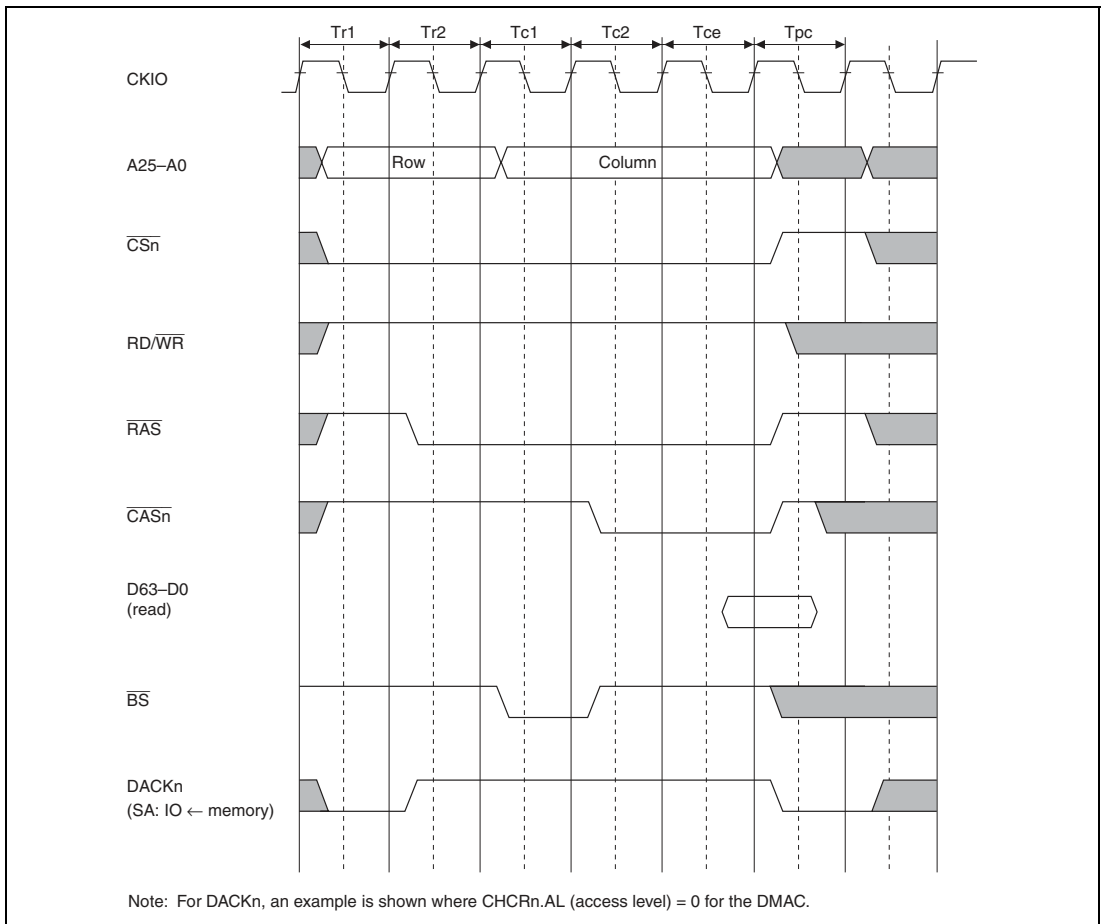 Tr1 Tr2 Tc1 Tc2 Tce Tpc
CKIO
A25–A0
Row
Column
CSn
RD/WR
RAS
CASn
D63–D0
(read)
BS
DACKn
(SA: IO ← memory)
Note: For DACKn, an example is shown where CHCRn.AL (access level) = 0 for the DMAC.